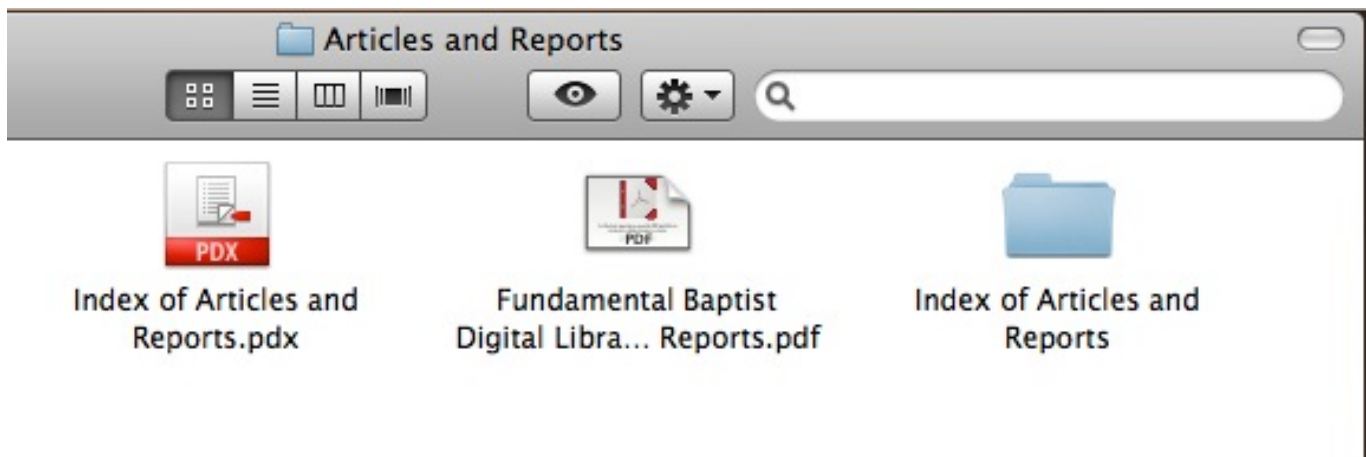 Articles and Reports
PDX
PDF
Index of Articles and
Reports.pdx
Fundamental Baptist
Digital Libra... Reports.pdf
Index of Articles and
Reports